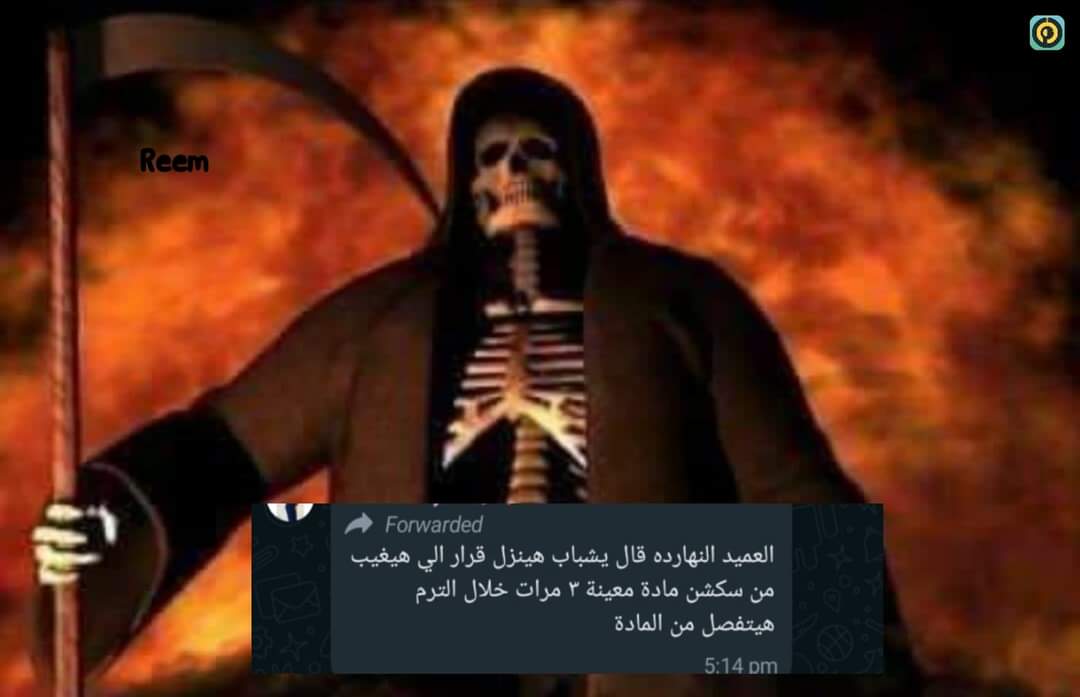 Reem
Forwarded
العميد النهارده قال يشباب هينزل قرار الي هيغيب
من سكشن مادة معينة ٣ مرات خلال الترم
هيتفصل من المادة
5:14 pm